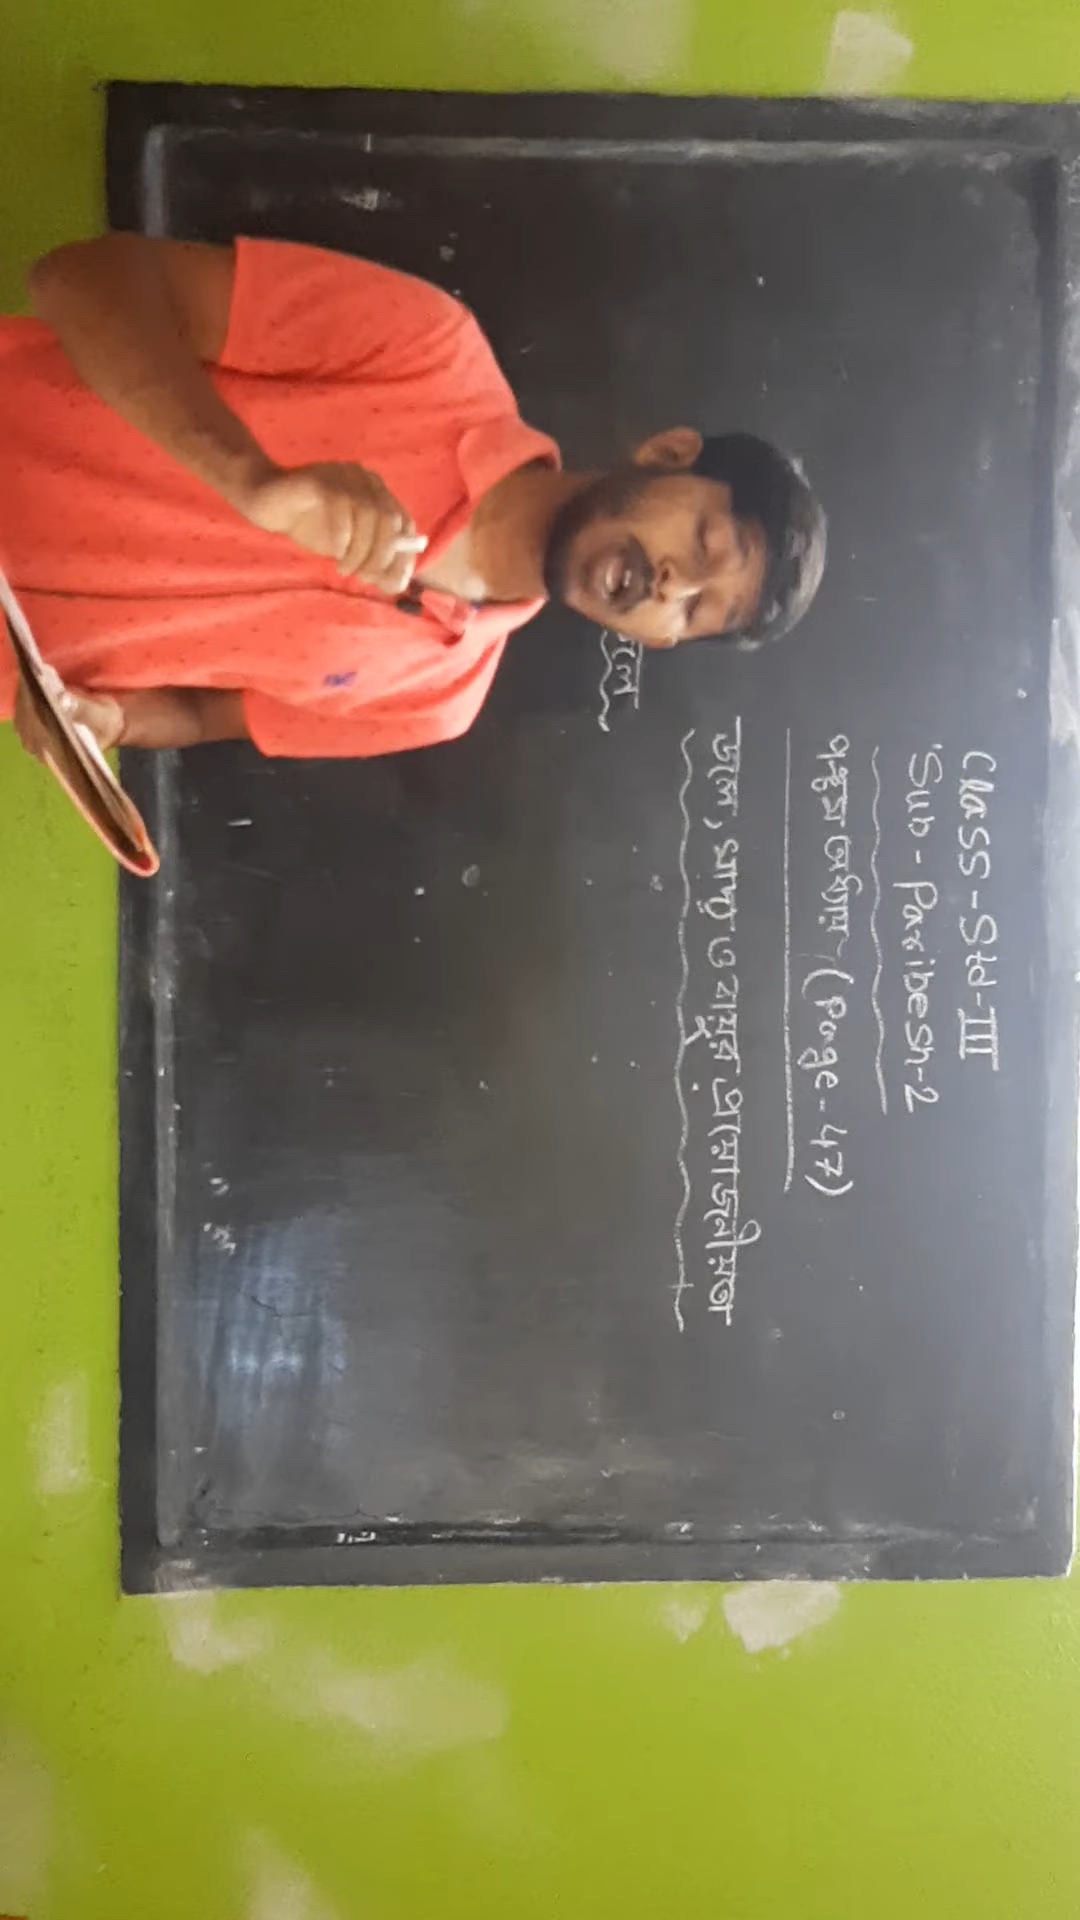 Class-Std-III
Sub-Paribesh-2
পঞ্চম অধ্যায় (Page-47)
জল, খাদ্য ও বায়ুর প্রয়োজনীয়তা